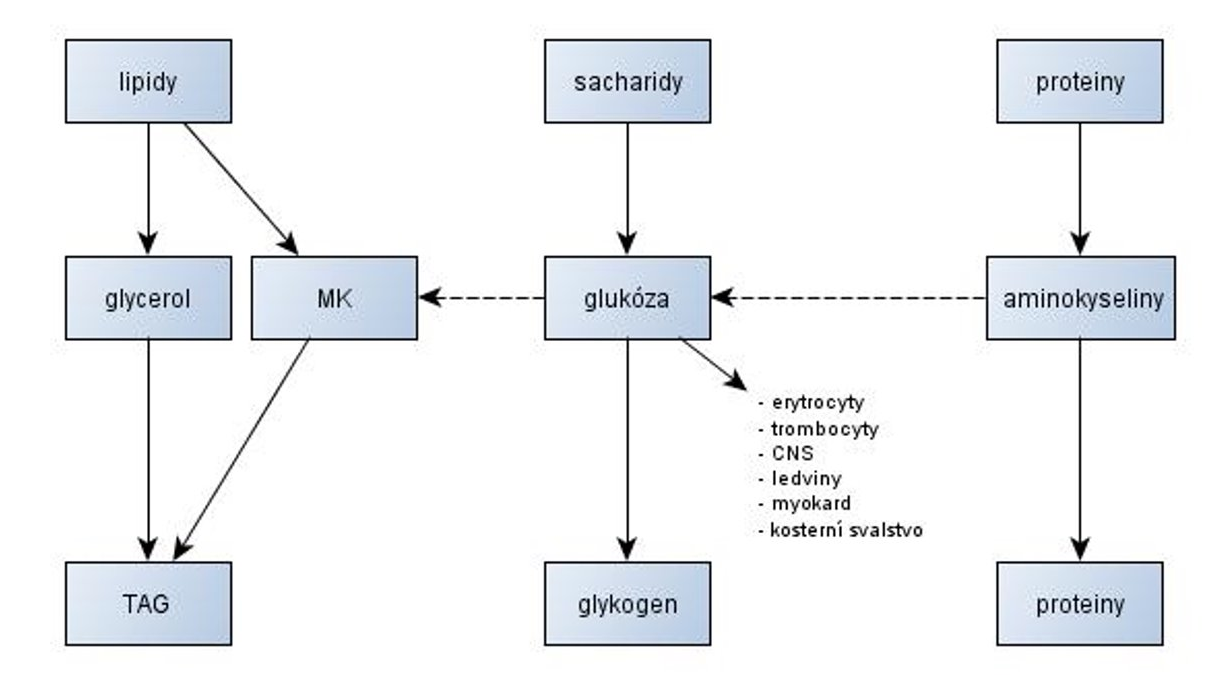 lipidy
sacharidy
proteiny
glycerol
MK
glukóza
aminokyseliny
- erytrocyty
- trombocyty
- CNS
- ledviny
- myokard
- kosterní svalstvo
TAG
glykogen
proteiny